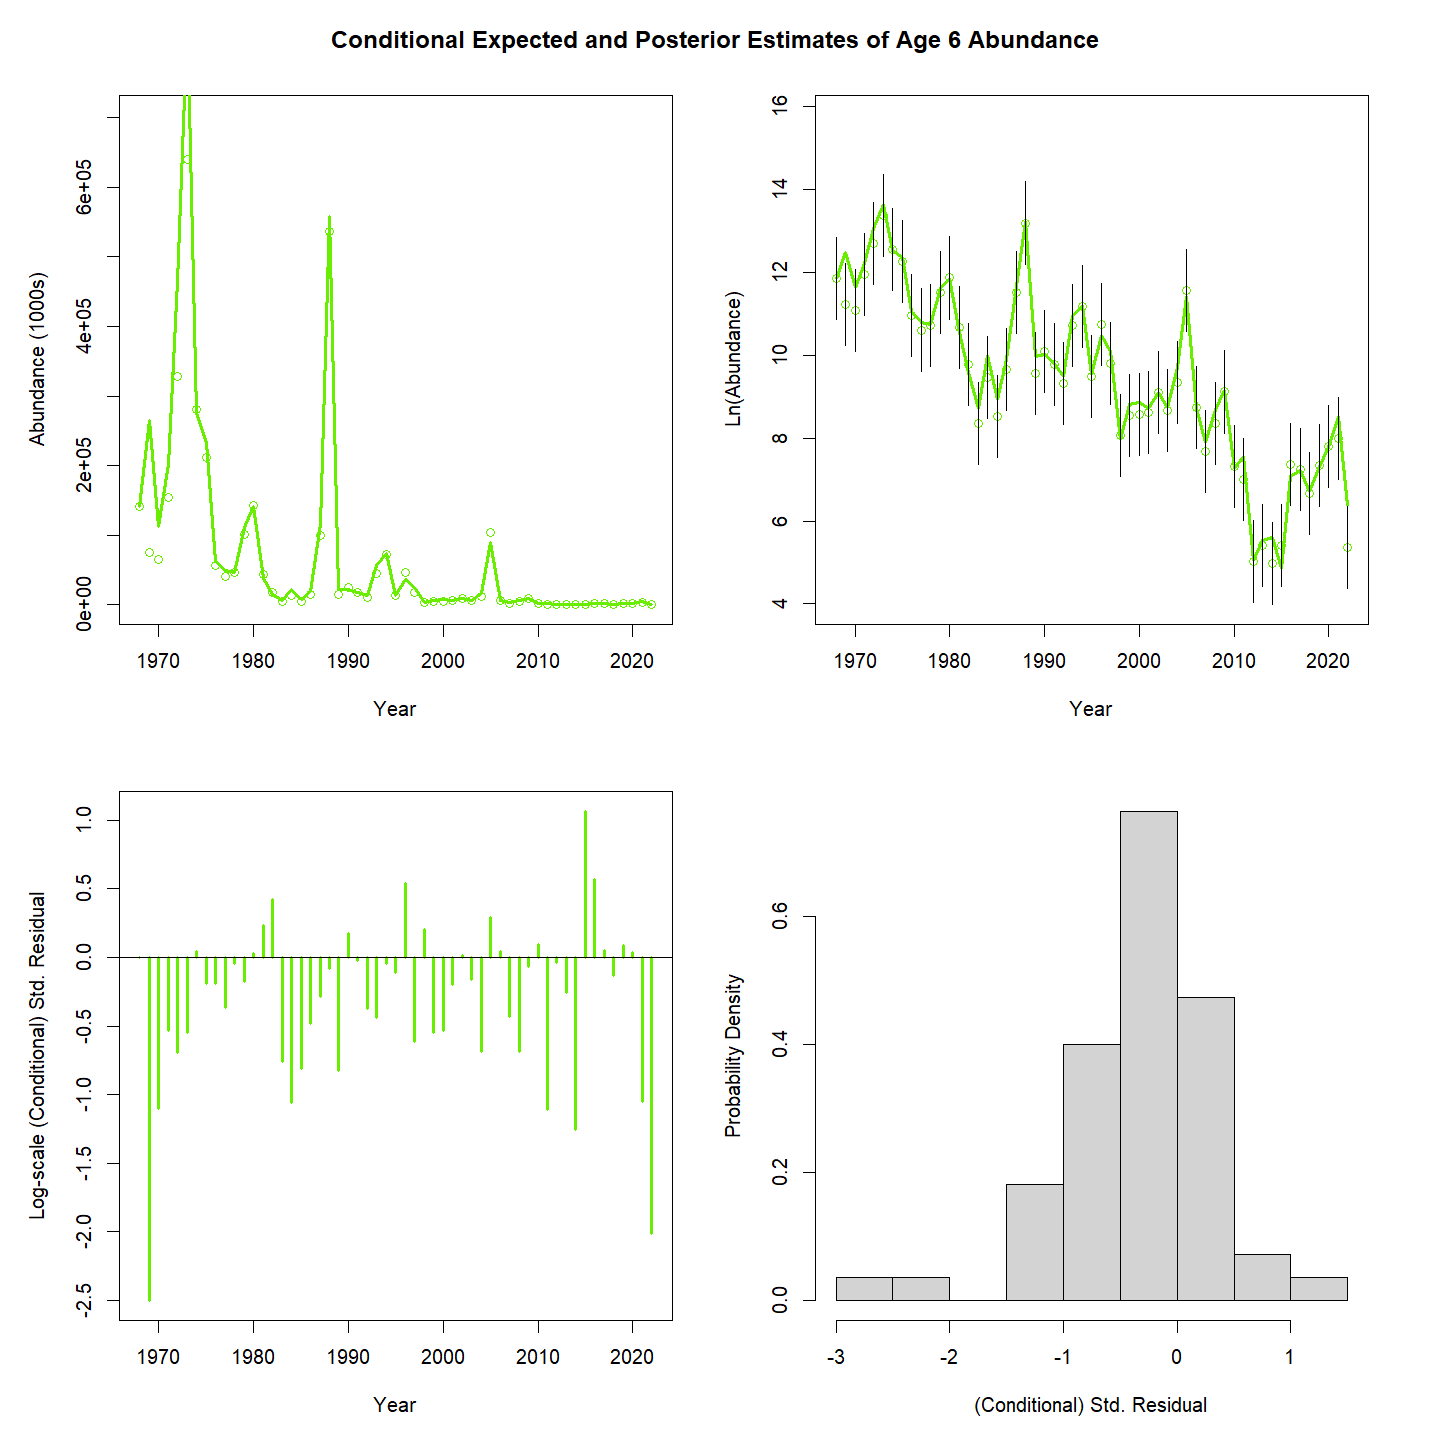 Conditional Expected and Posterior Estimates of Age 6 Abundance
Abundance (1000s)
0e+00 2e+05 4e+05 6e+05
1970 1980 1990 2000 2010 2020
Year
Ln(Abundance)
4 6 8 10 12 14 16
1970 1980 1990 2000 2010 2020
Year
Log-scale (Conditional) Std. Residual
-2.5 -2.0 -1.5 -1.0 -0.5 0.0 0.5 1.0
1970 1980 1990 2000 2010 2020
Year
Probability Density
0.0 0.2 0.4 0.6
-3 -2 -1 0 1
(Conditional) Std. Residual